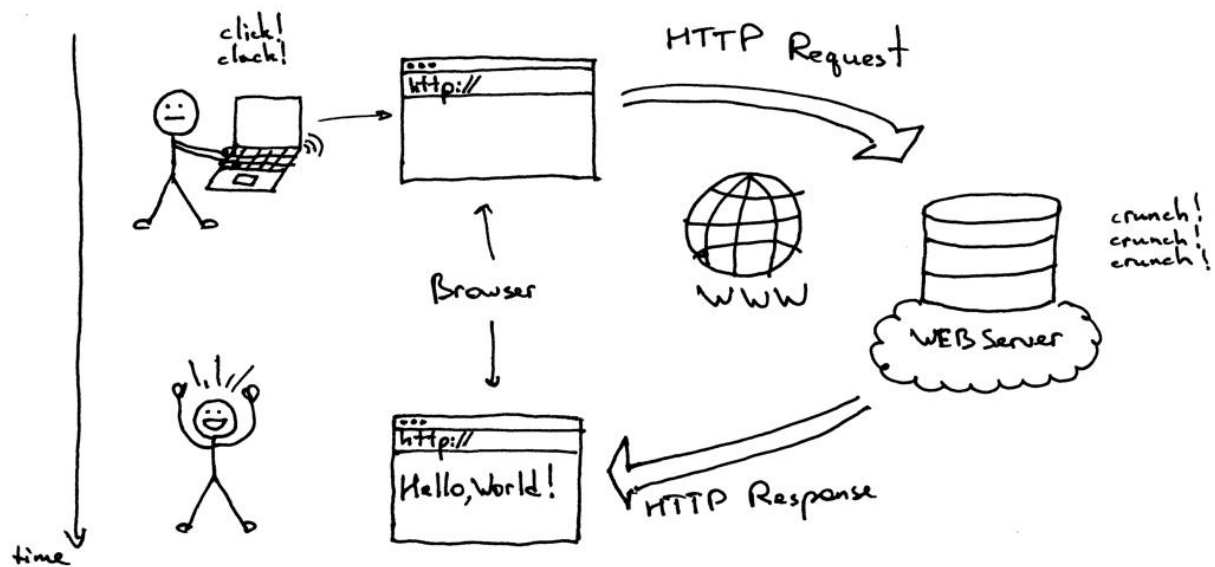 click!
clack!
HTTP Request
http://
crunch!
crunch!
crunch!
Browser
WWW
WEB Server
http://
Hello, World!
HTTP Response
time